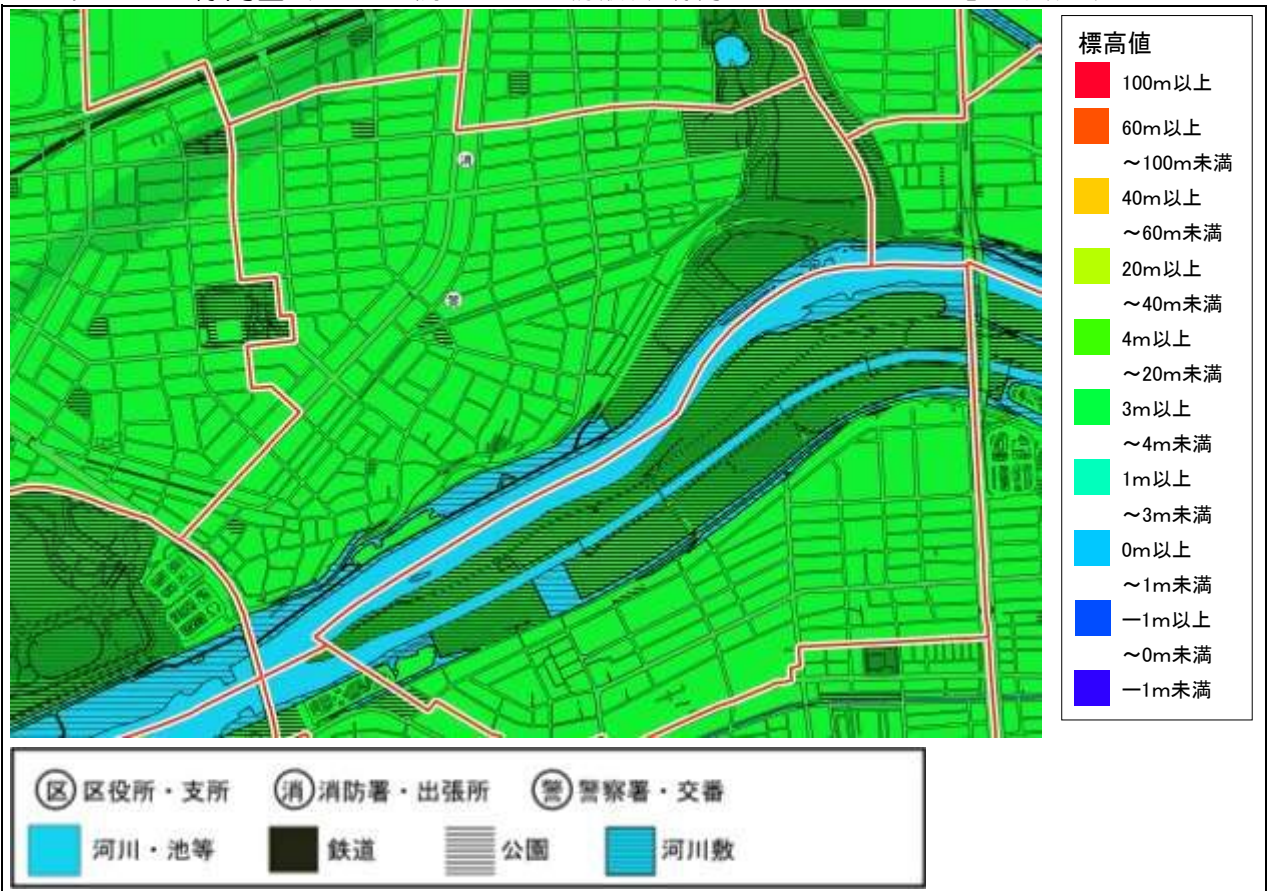 消
警
標高値
100m以上
60m以上
～100m未満
40m以上
～60m未満
20m以上
～40m未満
4m以上
～20m未満
3m以上
～4m未満
1m以上
～3m未満
0m以上
～1m未満
－1m以上
～0m未満
－1m未満
区 区役所・支所 消 消防署・出張所 警 警察署・交番
河川・池等 鉄道 公園 河川敷